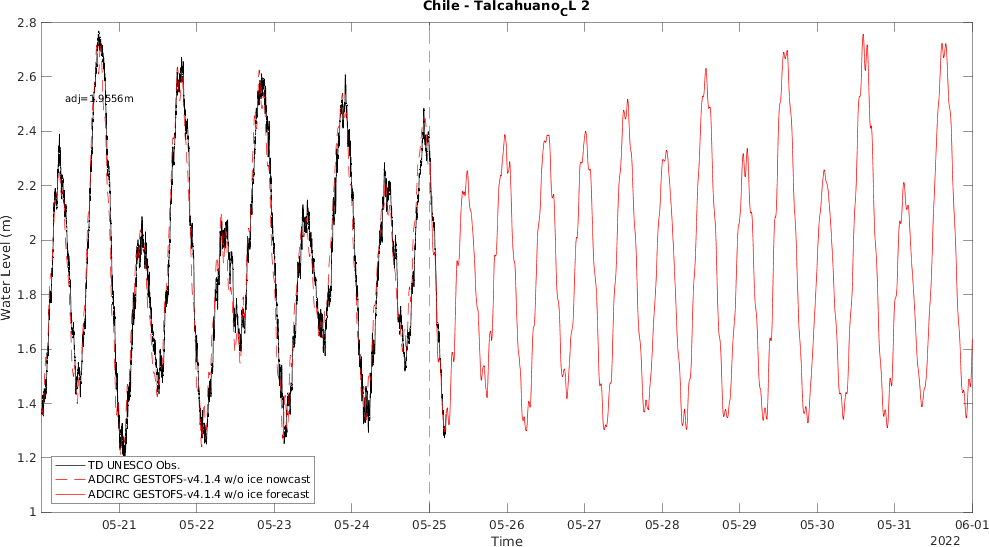 Chile - TalcahuanoCL 2
2.8
2.6
2.4
2.2
2
1.8
1.6
1.4
1.2
1
Water Level (m)
adj=1.9556m
TD UNESCO Obs.
ADCIRC GESTOFS-v4.1.4 w/o ice nowcast
ADCIRC GESTOFS-v4.1.4 w/o ice forecast
05-21 05-22 05-23 05-24 05-25 05-26 05-27 05-28 05-29 05-30 05-31 06-01
Time
2022